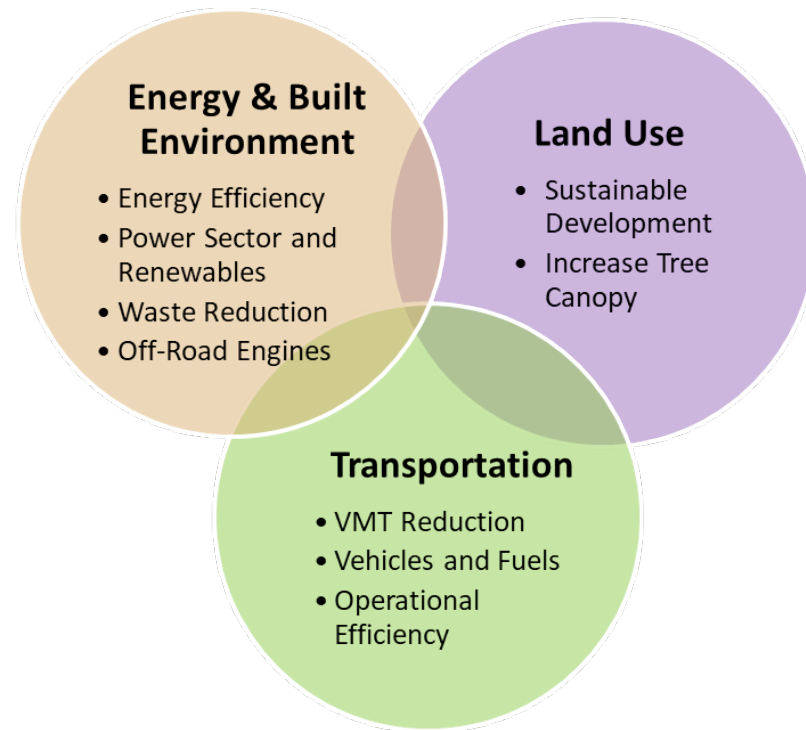 Energy & Built
Environment
• Energy Efficiency
• Power Sector and
Renewables
• Waste Reduction
• Off-Road Engines
Land Use
• Sustainable
Development
• Increase Tree
Canopy
Transportation
• VMT Reduction
• Vehicles and Fuels
• Operational
Efficiency